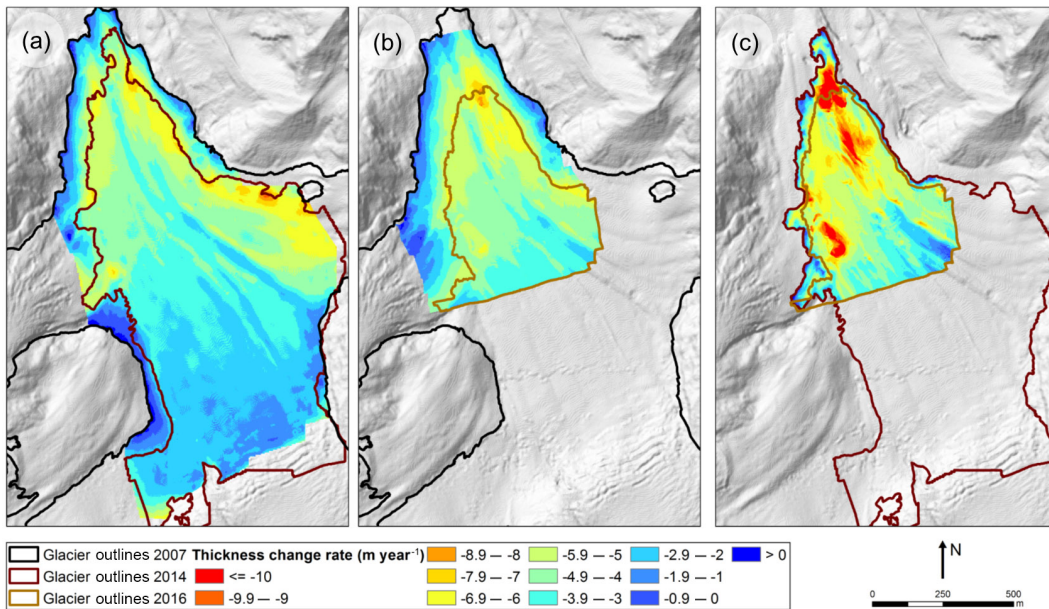 (a) (b) (c)
Glacier outlines 2007 Thickness change rate (m year⁻¹) -8.9 — -8 -5.9 — -5 -2.9 — -2 > 0
Glacier outlines 2014 <= -10 -7.9 — -7 -4.9 — -4 -1.9 — -1
Glacier outlines 2016 -9.9 — -9 -6.9 — -6 -3.9 — -3 -0.9 — 0
N
0 250 500
m